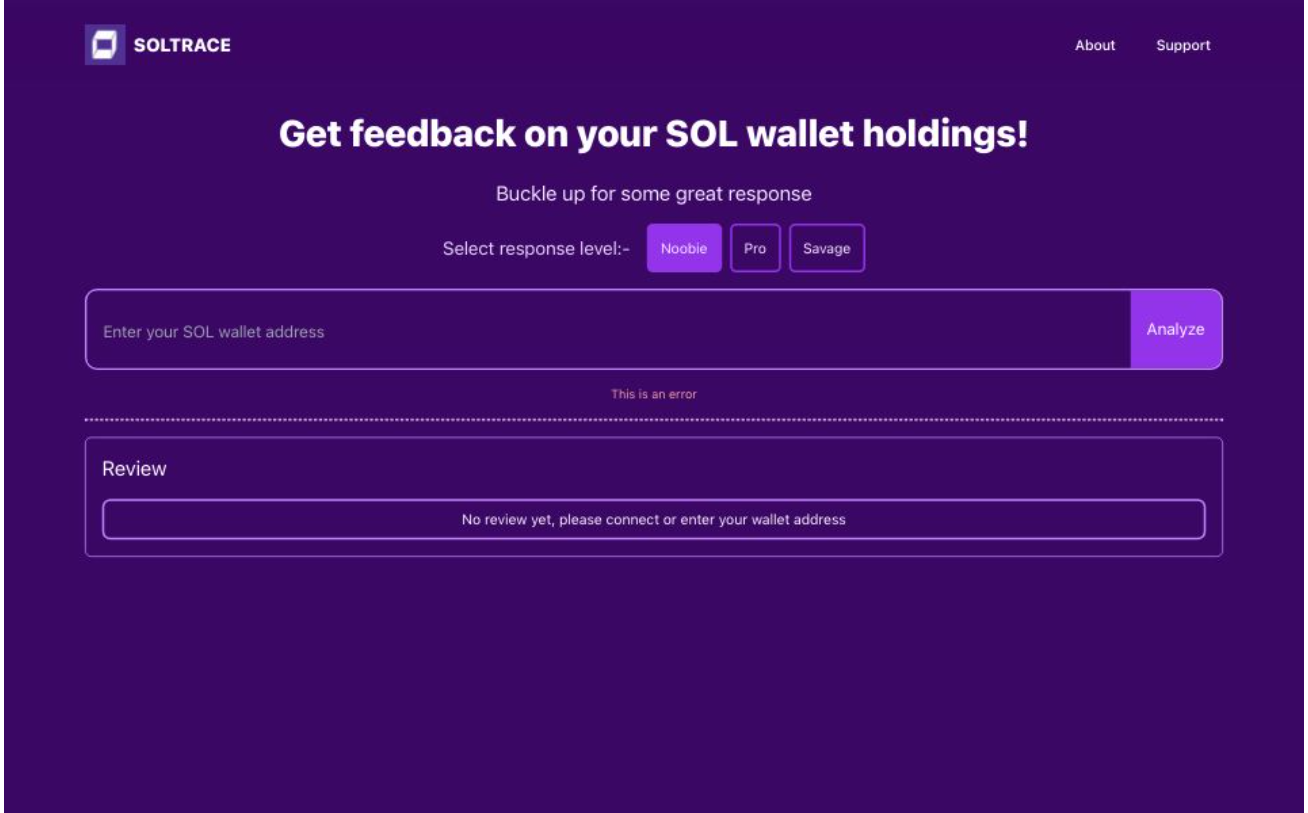 SOLTRACE
About Support
Get feedback on your SOL wallet holdings!
Buckle up for some great response
Select response level:- Noobie Pro Savage
Enter your SOL wallet address Analyze
This is an error
Review
No review yet, please connect or enter your wallet address